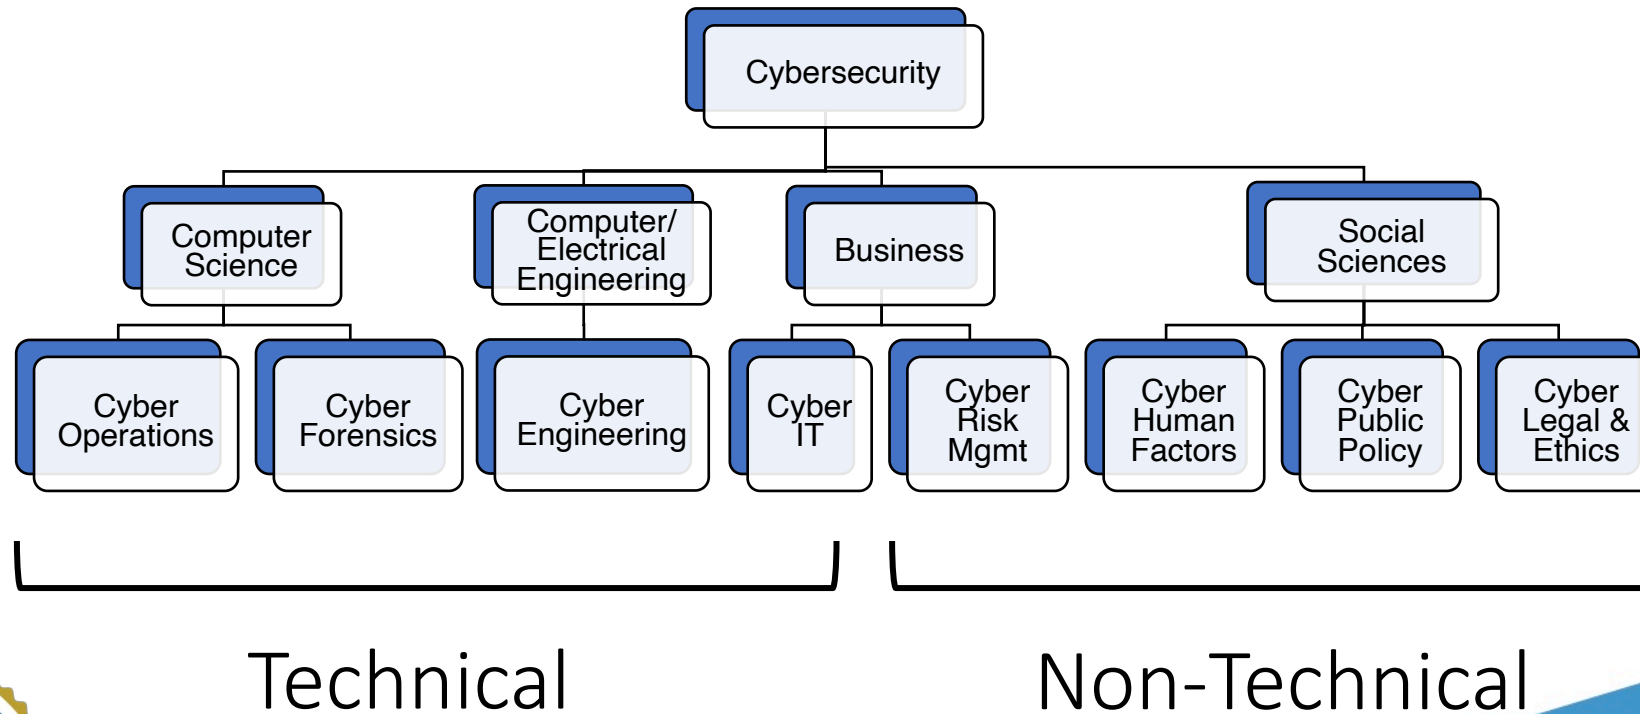 Cybersecurity
Computer
Science
Computer/
Electrical
Engineering
Business
Social
Sciences
Cyber
Operations
Cyber
Forensics
Cyber
Engineering
Cyber
IT
Cyber
Risk
Mgmt
Cyber
Human
Factors
Cyber
Public
Policy
Cyber
Legal &
Ethics
Technical
Non-Technical